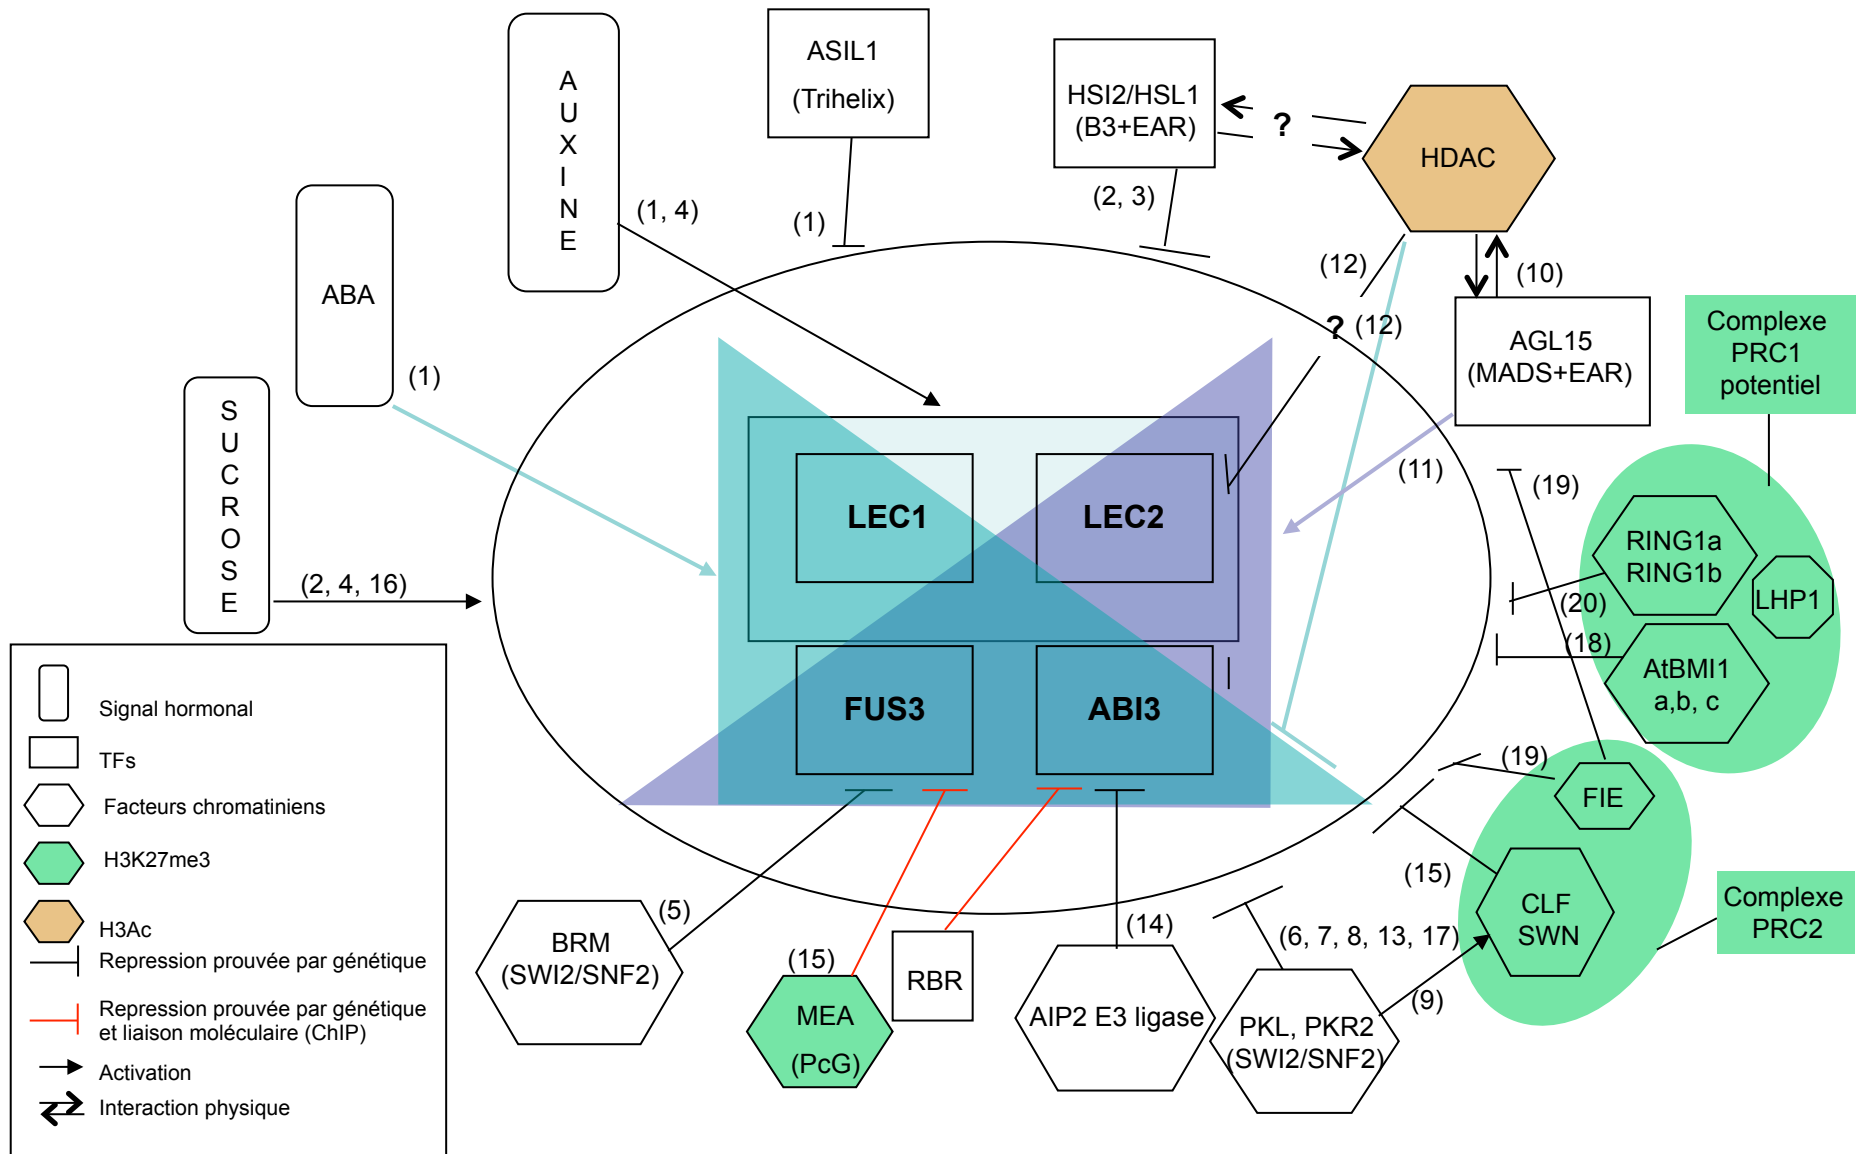 A
U
X
I
N
E
ASIL1
(Trihelix)
HSI2/HSL1
(B3+EAR)
?
HDAC
(1, 4)
(1)
(2, 3)
(12)
(10)
ABA
(1)
? (12)
AGL15
(MADS+EAR)
Complexe
PRC1
potentiel
S
U
C
R
O
S
E
(2, 4, 16)
LEC1
LEC2
FUS3
ABI3
(11)
(19)
RING1a
RING1b
LHP1
(20)
(18)
AtBMI1
a,b, c
(19)
FIE
(15)
CLF
SWN
Complexe
PRC2
(5)
BRM
(SWI2/SNF2)
(15)
MEA
(PcG)
RBR
(14)
AIP2 E3 ligase
(6, 7, 8, 13, 17)
(9)
PKL, PKR2
(SWI2/SNF2)
Signal hormonal
TFs
Facteurs chromatiniens
H3K27me3
H3Ac
Repression prouvée par génétique
Repression prouvée par génétique
et liaison moléculaire (ChIP)
Activation
Interaction physique